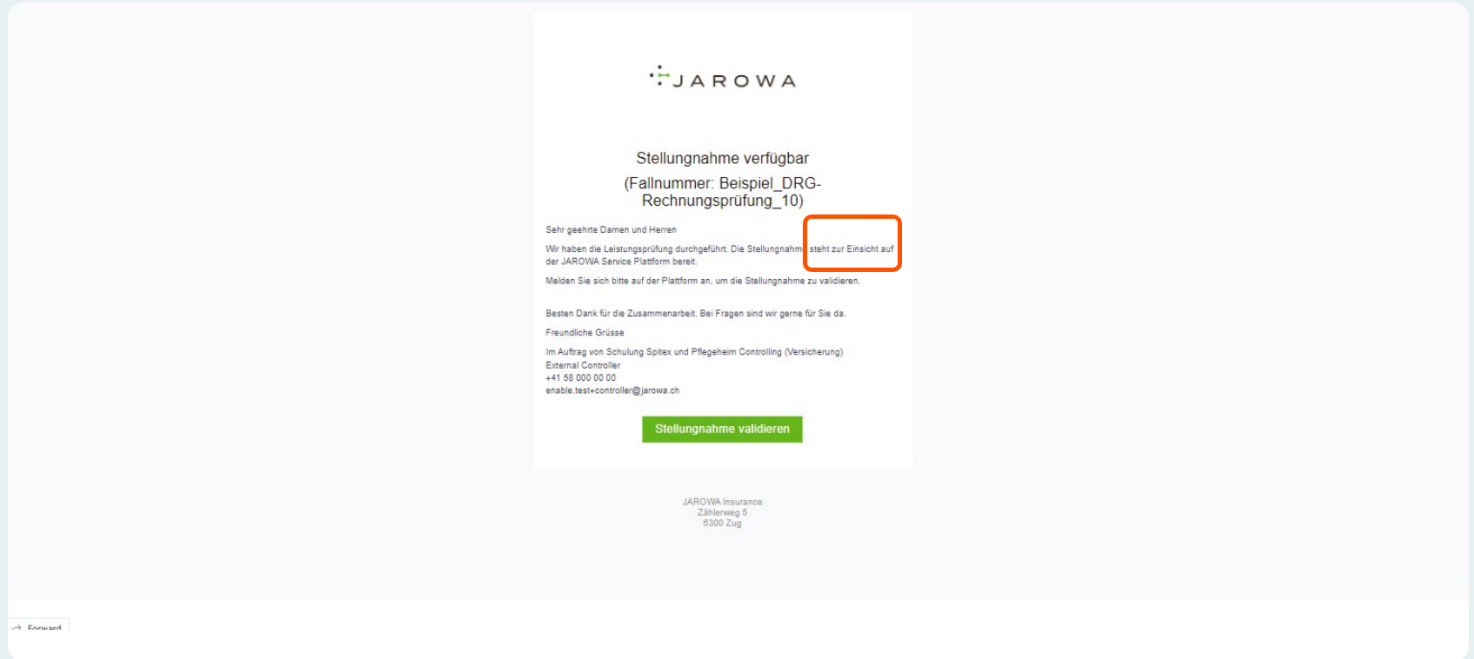 JAROWA
Stellungnahme verfügbar
(Fallnummer: Beispiel_DRG-
Rechnungsprüfung_10)
Sehr geehrte Damen und Herren
Wir haben die Leistungsprüfung durchgeführt. Die Stellungnahme steht zur Einsicht auf
der JAROWA Service Plattform bereit.
Melden Sie sich bitte auf der Plattform an, um die Stellungnahme zu validieren.
Besten Dank für die Zusammenarbeit. Bei Fragen sind wir gerne für Sie da.
Freundliche Grüsse
Im Auftrag von Schulung Spitex und Pflegeheim Controlling (Versicherung)
External Controller
+41 58 000 00 00
enable.test+controller@jarowa.ch
Stellungnahme validieren
JAROWA Insurance
Zählerweg 5
6300 Zug
Forward